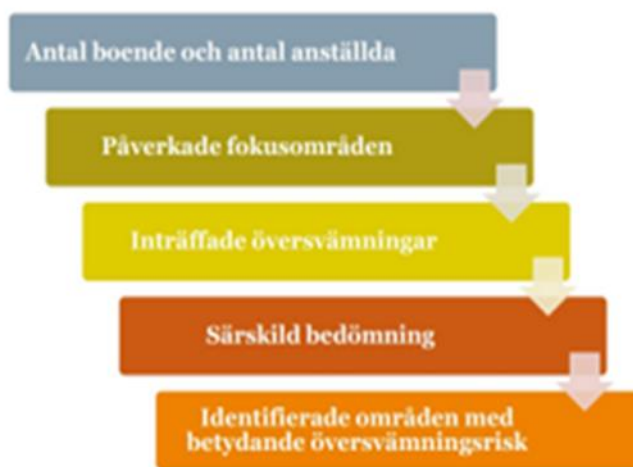 Antal boende och antal anställda
Påverkade fokusområden
Inträffade översvämningar
Särskild bedömning
Identifierade områden med
betydande översvämningsrisk